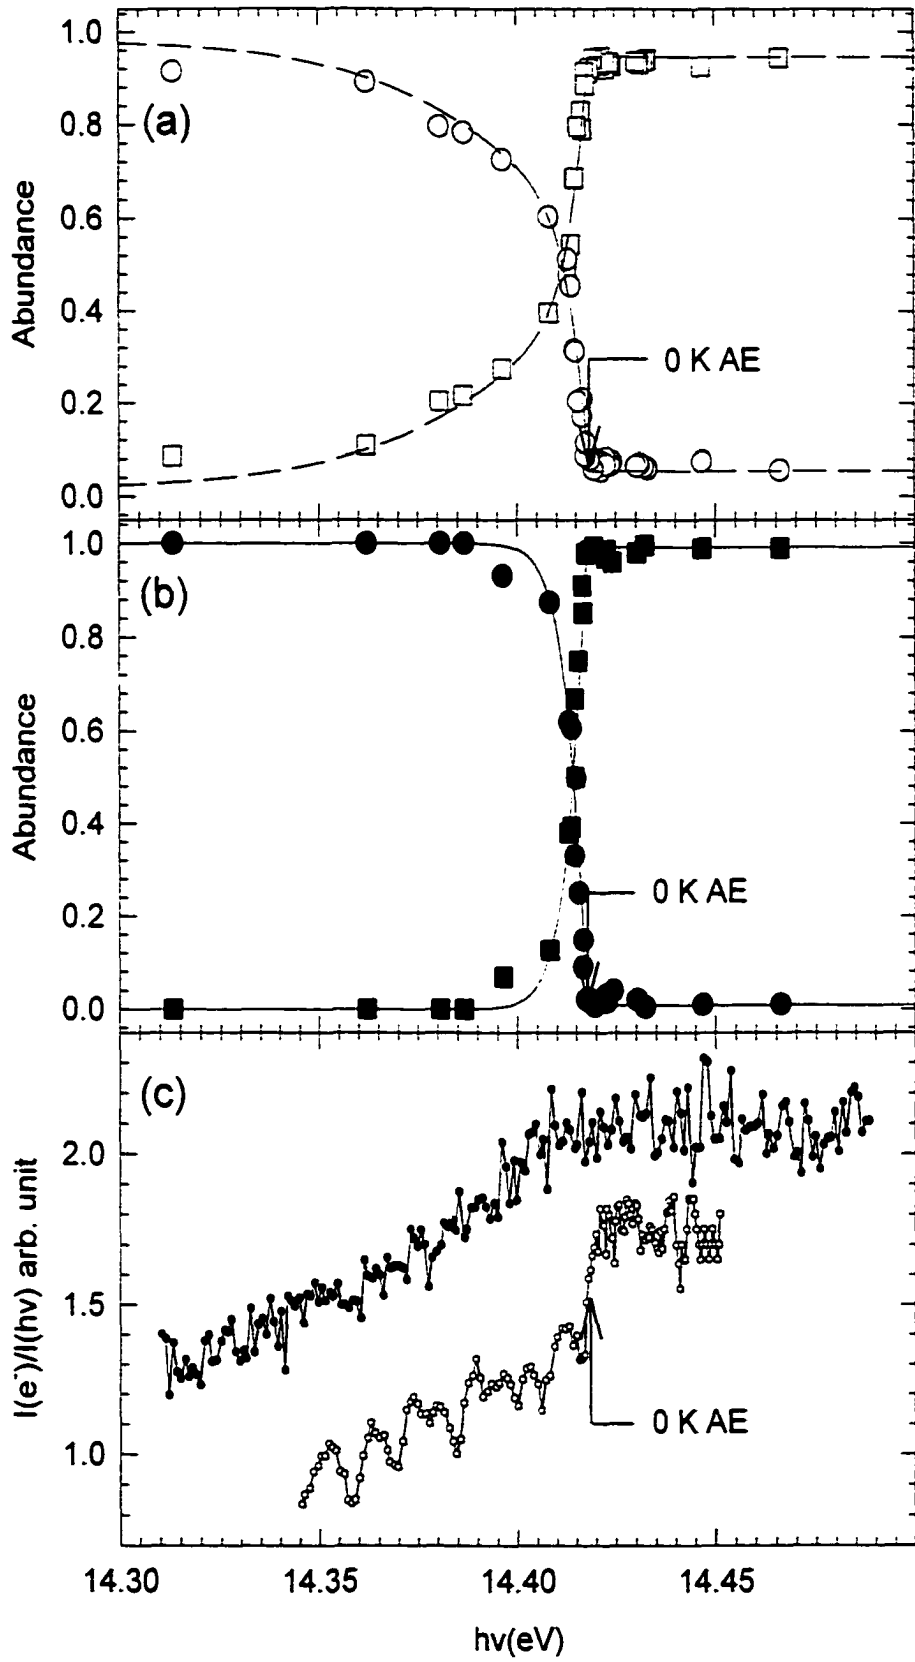 1.0
(a)
0.8
Abundance
0.6
0.4
0 K AE
0.2
0.0
1.0
(b)
0.8
Abundance
0.6
0.4
0 K AE
0.2
0.0
(c)
2.0
I(e⁻)/I(hν) arb. unit
1.5
0 K AE
1.0
14.30 14.35 14.40 14.45
hν(eV)